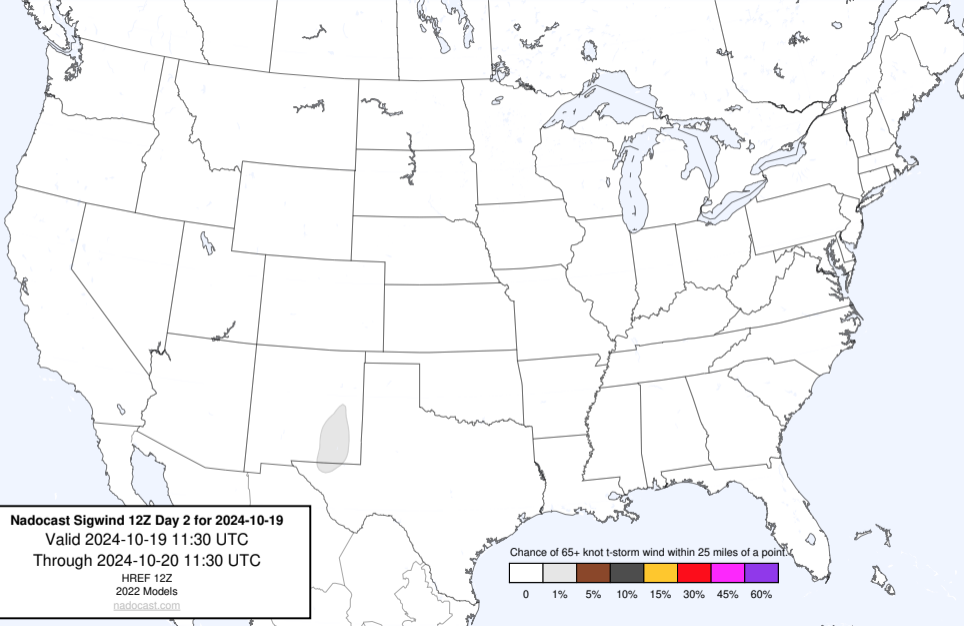 Nadocast Sigwind 12Z Day 2 for 2024-10-19
Valid 2024-10-19 11:30 UTC
Through 2024-10-20 11:30 UTC
HREF 12Z
2022 Models
nadocast.com
Chance of 65+ knot t-storm wind within 25 miles of a point.
0 1% 5% 10% 15% 30% 45% 60%